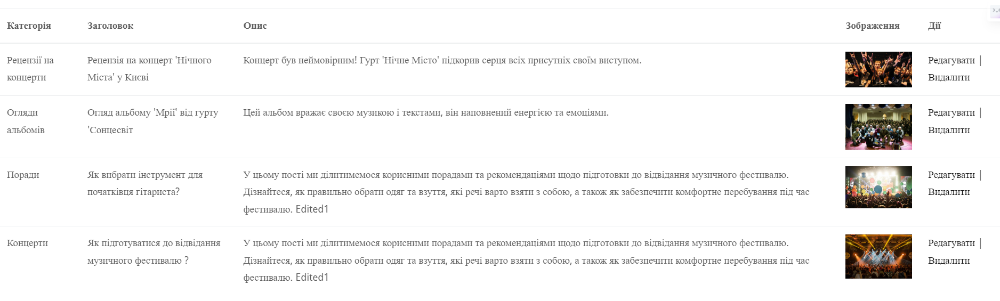 Категорія Заголовок Опис Зображення Дії
Рецензії на концерти
Рецензія на концерт 'Нічного Міста' у Києві
Концерт був неймовірним! Гурт 'Нічне Місто' підкорив серця всіх присутніх своїм виступом.
Редагувати |
Видалити
Огляди альбомів
Огляд альбому 'Мрії' від гурту 'Сонцесвіт
Цей альбом вражає своєю музикою і текстами, він наповнений енергією та емоціями.
Редагувати |
Видалити
Поради
Як вибрати інструмент для початківця гітариста?
У цьому пості ми ділитимемося корисними порадами та рекомендаціями щодо підготовки до відвідання музичного фестивалю.
Дізнайтеся, як правильно обрати одяг та взуття, які речі варто взяти з собою, а також як забезпечити комфортне перебування під час
фестивалю. Edited1
Редагувати |
Видалити
Концерти
Як підготуватися до відвідання музичного фестивалю ?
У цьому пості ми ділитимемося корисними порадами та рекомендаціями щодо підготовки до відвідання музичного фестивалю.
Дізнайтеся, як правильно обрати одяг та взуття, які речі варто взяти з собою, а також як забезпечити комфортне перебування під час
фестивалю. Edited1
Редагувати |
Видалити